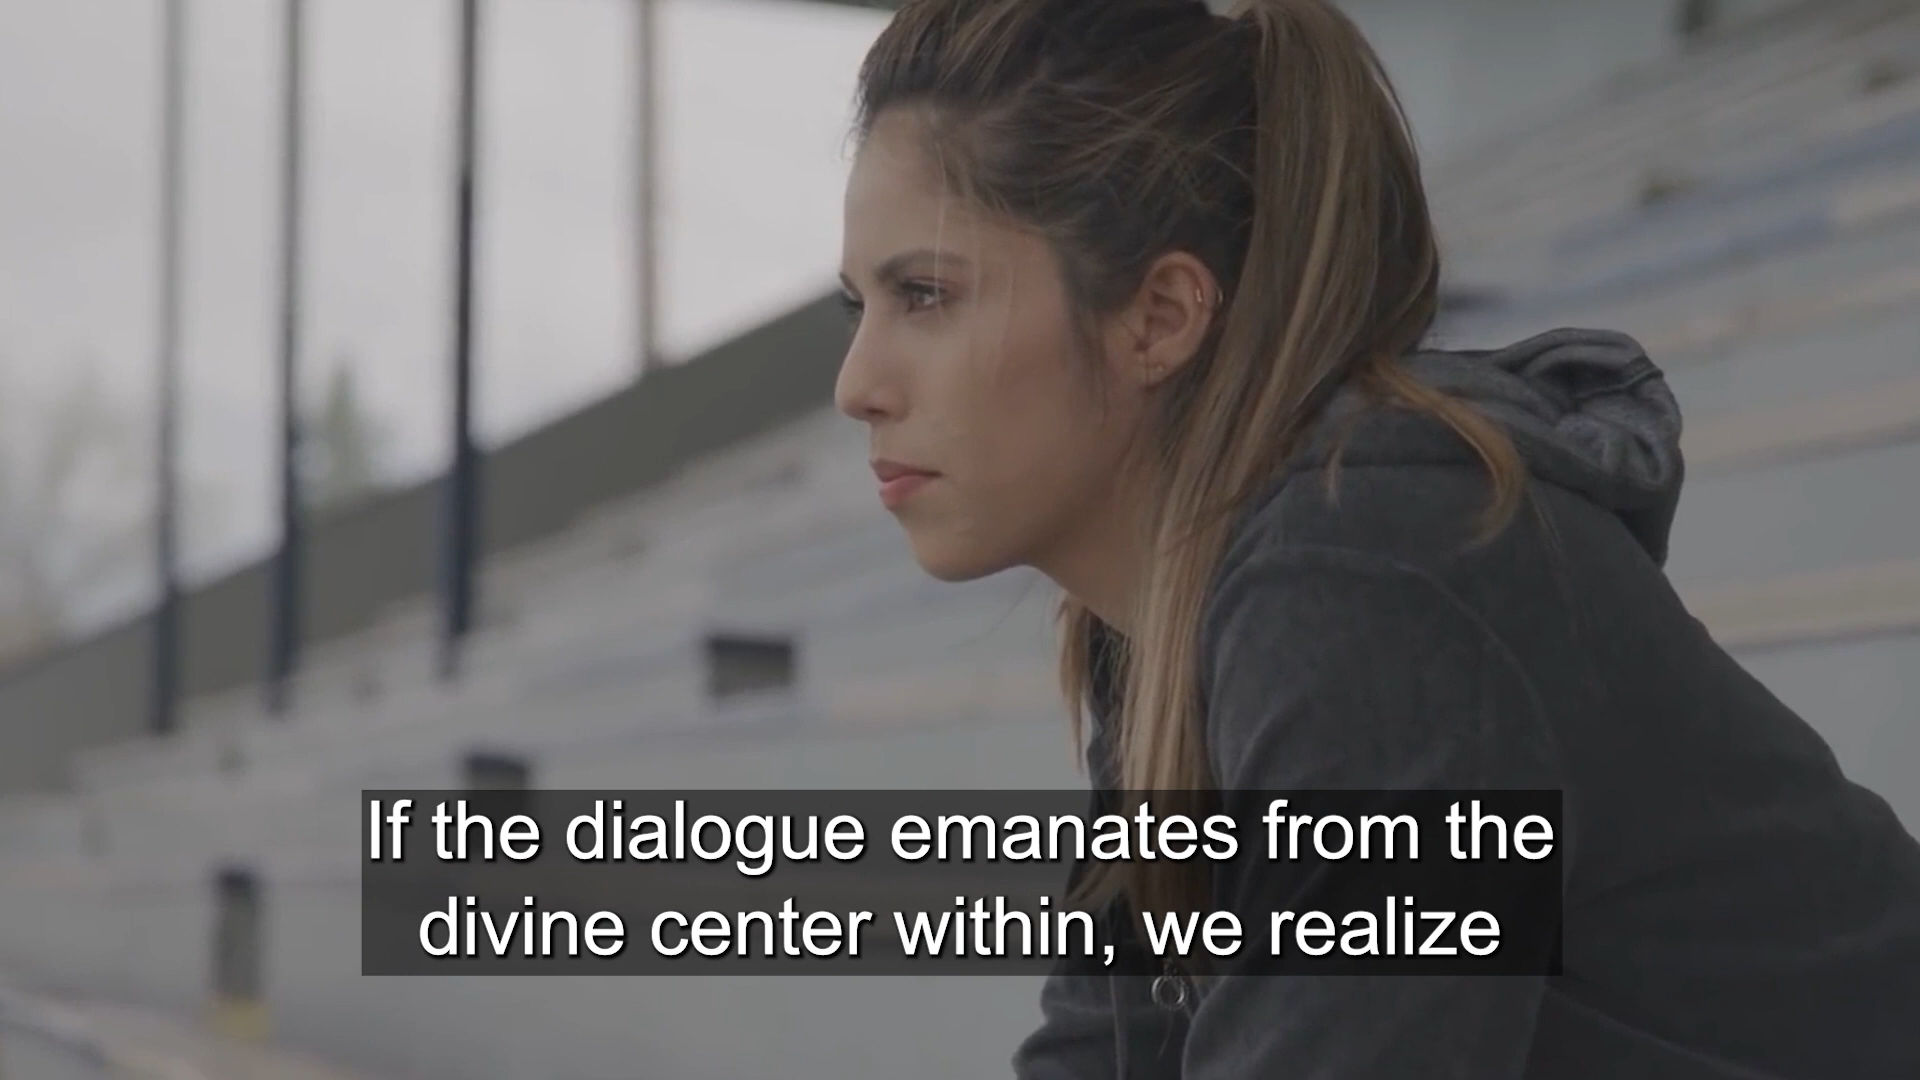 If the dialogue emanates from the
divine center within, we realize